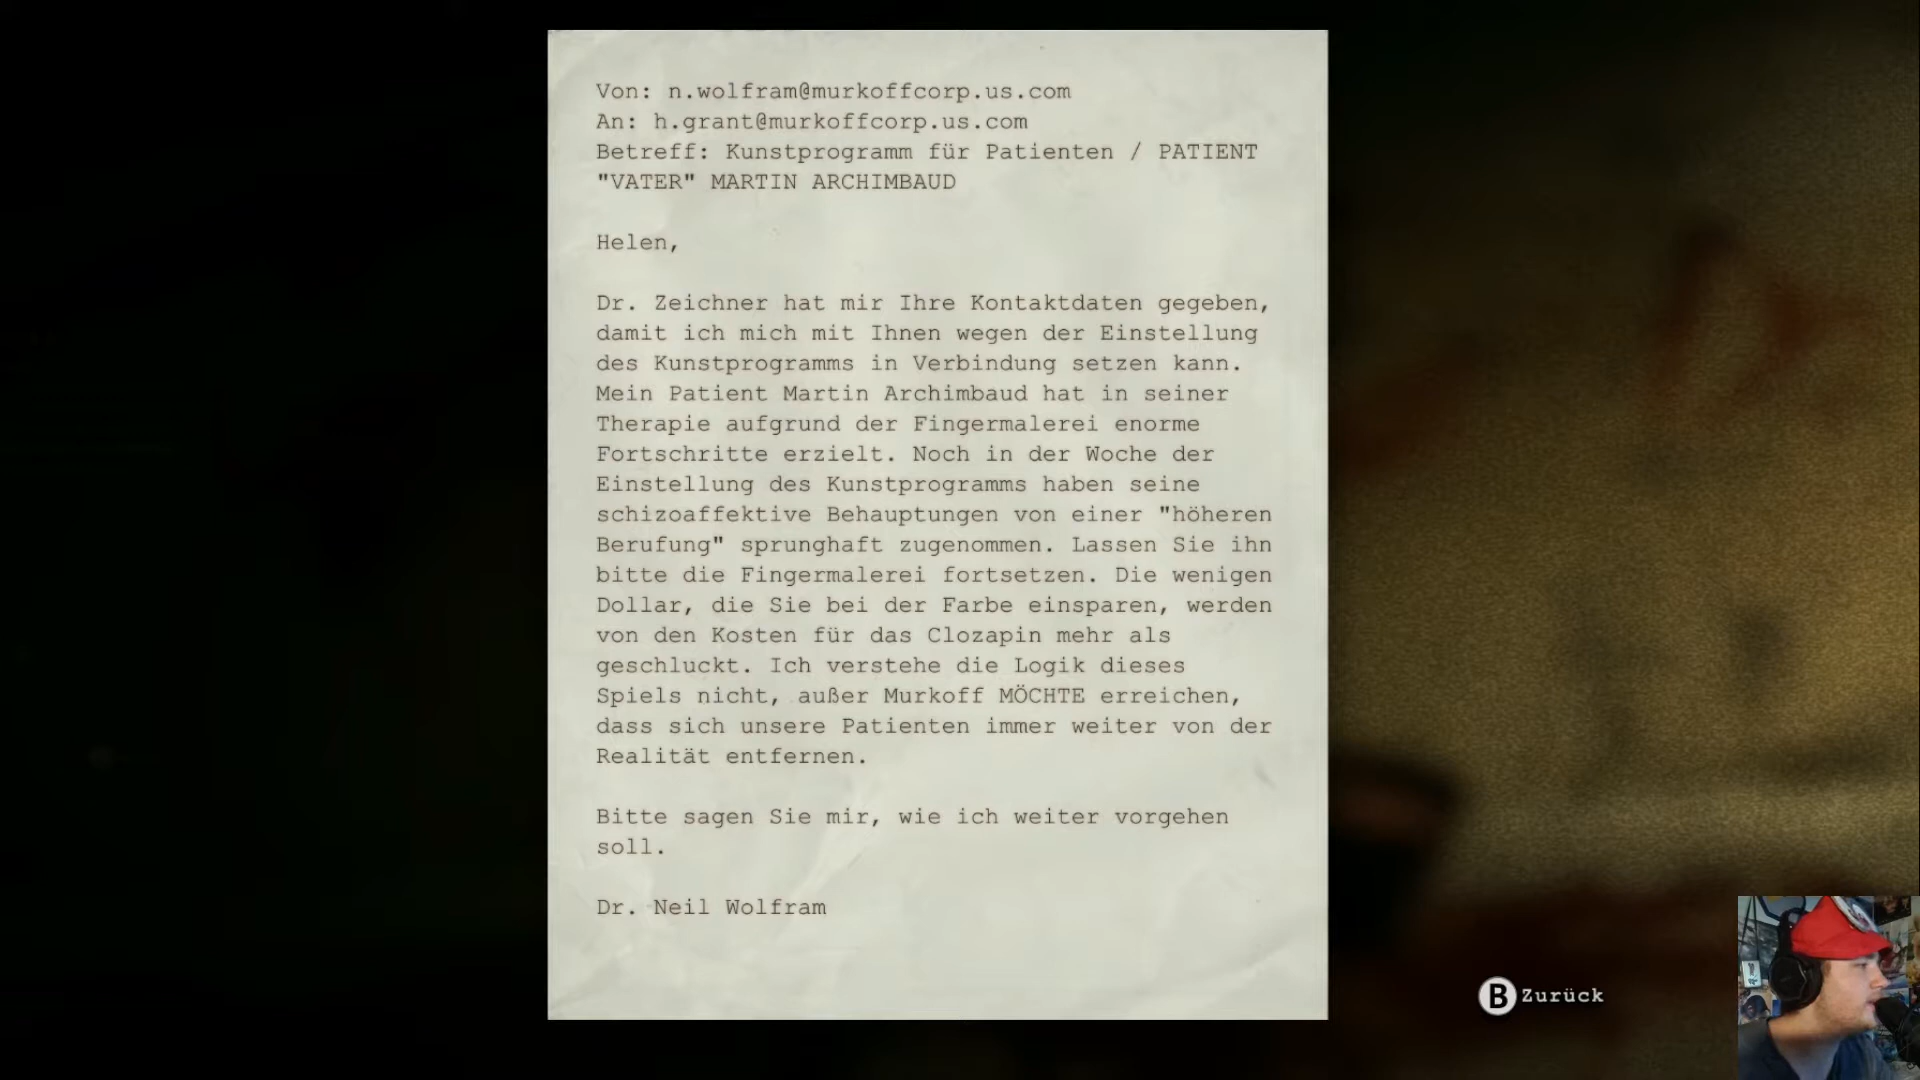 Von: n.wolfram@murkoffcorp.us.com
An: h.grant@murkoffcorp.us.com
Betreff: Kunstprogramm für Patienten / PATIENT
"VATER" MARTIN ARCHIMBAUD
Helen,
Dr. Zeichner hat mir Ihre Kontaktdaten gegeben,
damit ich mich mit Ihnen wegen der Einstellung
des Kunstprogramms in Verbindung setzen kann.
Mein Patient Martin Archimbaud hat in seiner
Therapie aufgrund der Fingermalerei enorme
Fortschritte erzielt. Noch in der Woche der
Einstellung des Kunstprogramms haben seine
schizoaffektive Behauptungen von einer "höheren
Berufung" sprunghaft zugenommen. Lassen Sie ihn
bitte die Fingermalerei fortsetzen. Die wenigen
Dollar, die Sie bei der Farbe einsparen, werden
von den Kosten für das Clozapin mehr als
geschluckt. Ich verstehe die Logik dieses
Spiels nicht, außer Murkoff MÖCHTE erreichen,
dass sich unsere Patienten immer weiter von der
Realität entfernen.
Bitte sagen Sie mir, wie ich weiter vorgehen
soll.
Dr. Neil Wolfram
B Zurück